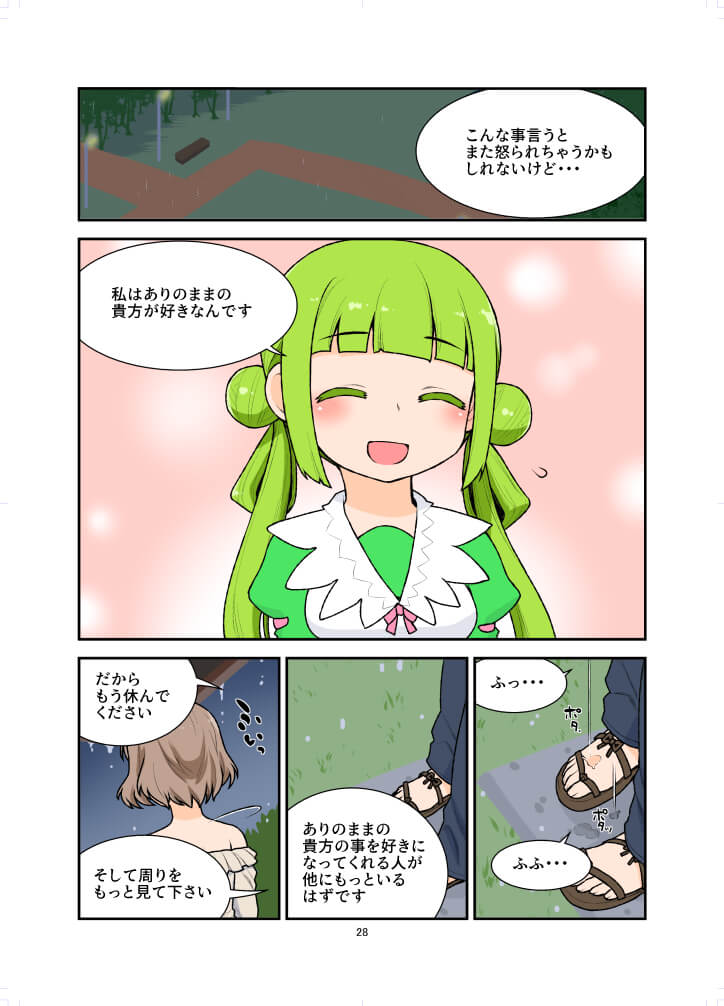 こんな事言うと
また怒られちゃうかも
しれないけど・・・
私はありのままの
貴方が好きなんです
だから
もう休んで
ください
そして周りを
もっと見て下さい
ありのままの
貴方の事を好きに
なってくれる人が
他にもっといる
はずです
ふっ・・・
ポタ
ポタッ
ふふ・・・
28